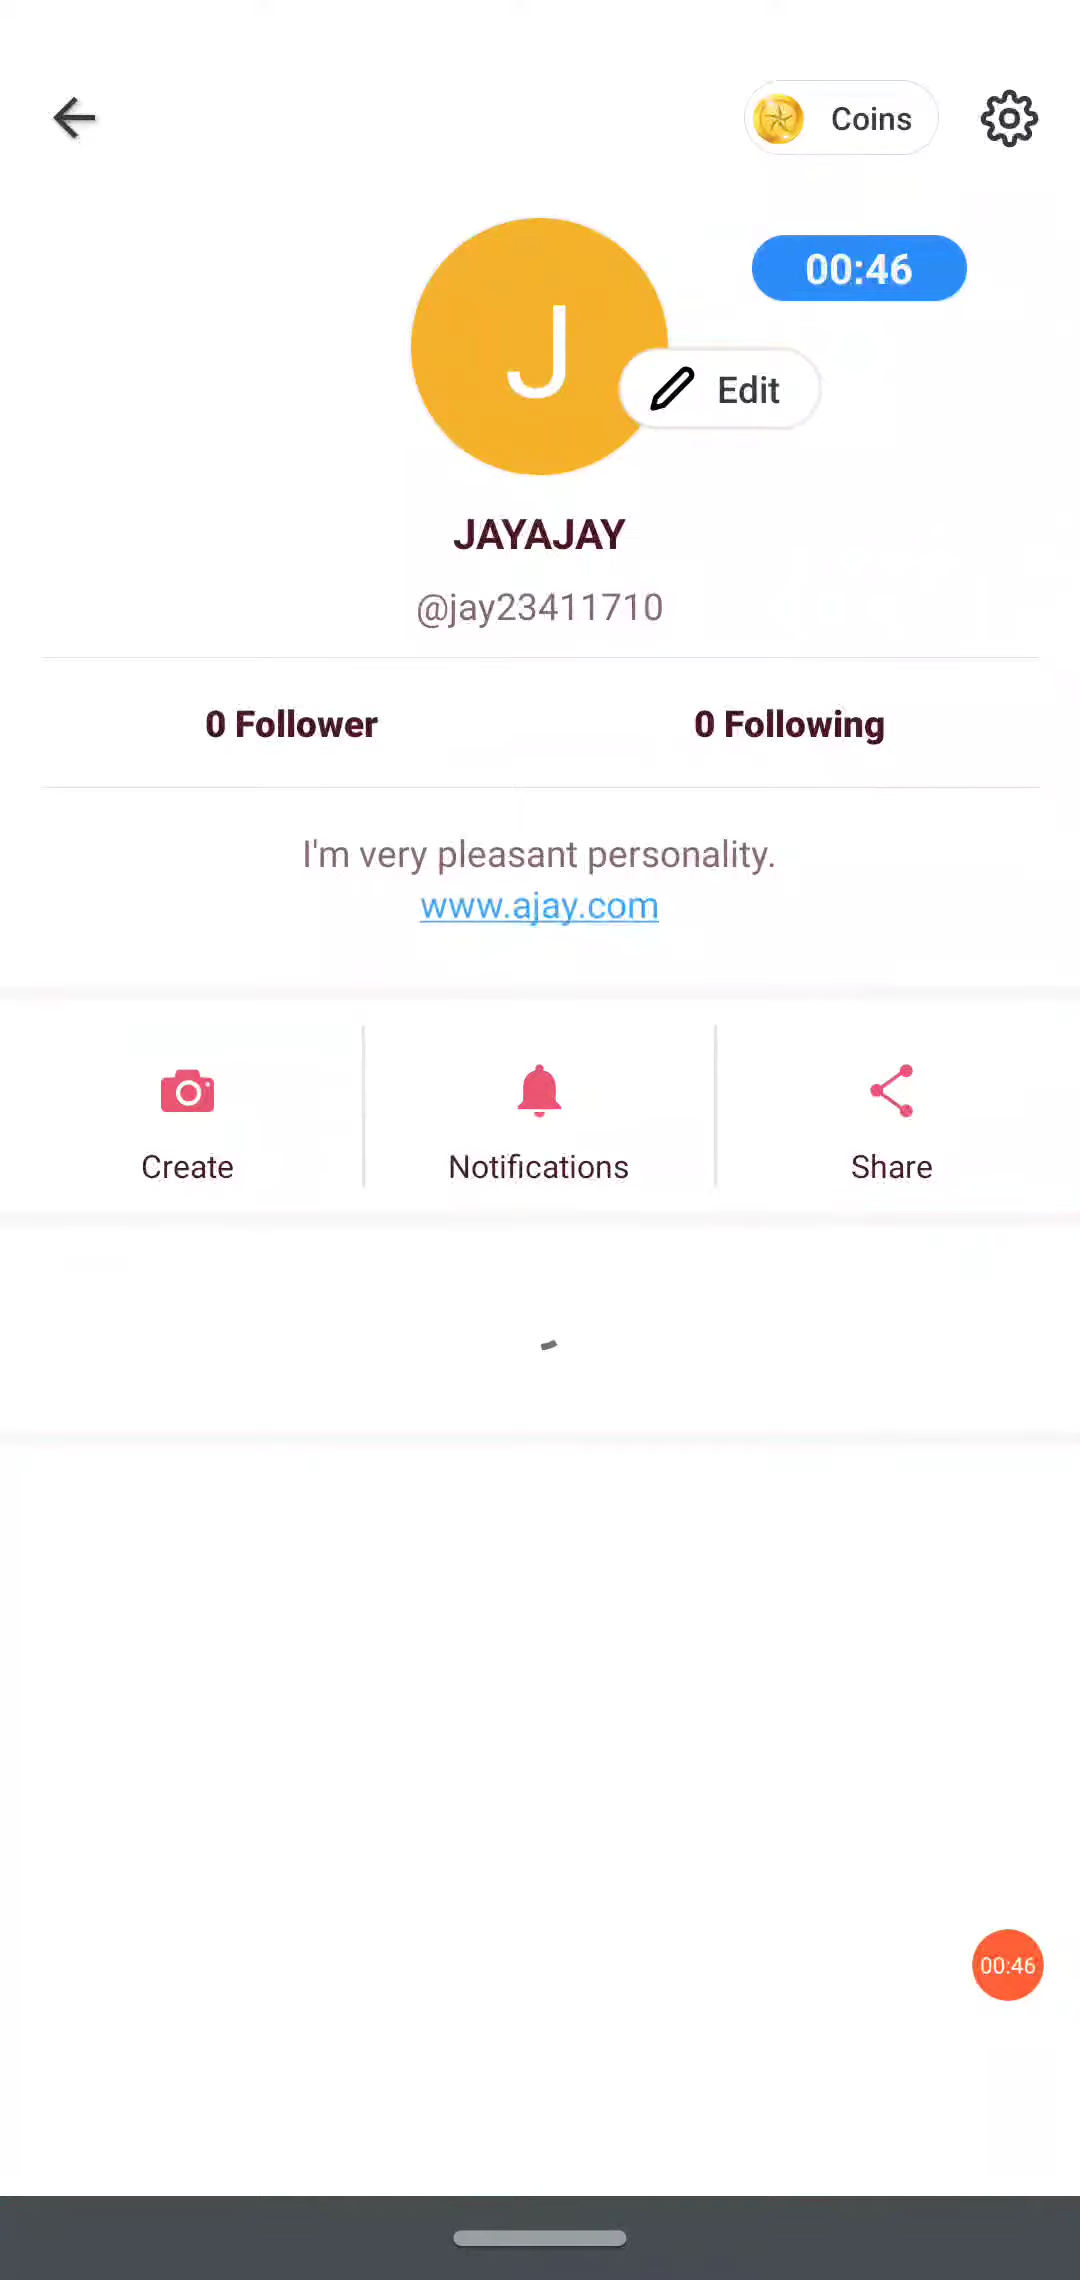 Coins
00:46
J
Edit
JAYAJAY
@jay23411710
0 Follower
0 Following
I'm very pleasant personality.
www.ajay.com
Create
Notifications
Share
00:46